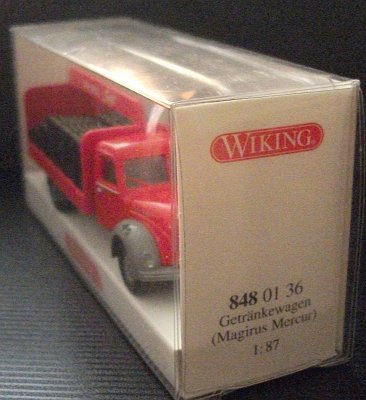 WIKING
848 01 36
Getränkewagen
(Magirus Mercur)
1:87